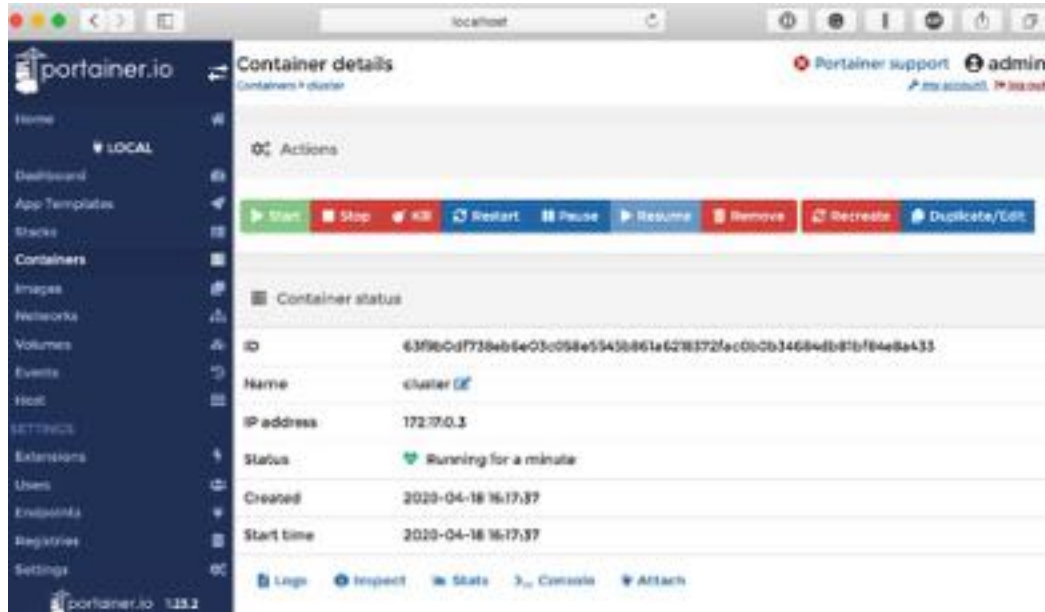 localhost
portainer.io
Container details
Portainer support admin
Containers > cluster
my account log out
Home
LOCAL
Dashboard
App Templates
Stacks
Containers
Images
Networks
Volumes
Events
Host
SETTINGS
Extensions
Users
Endpoints
Registries
Settings
portainer.io 1.23.2
Actions
Start Stop Kill Restart Pause Resume Remove Recreate Duplicate/Edit
Container status
ID
Name cluster
IP address 172.17.0.3
Status Running for a minute
Created 2020-04-18 16:17:37
Start time 2020-04-18 16:17:37
Logs Inspect Stats Console Attach